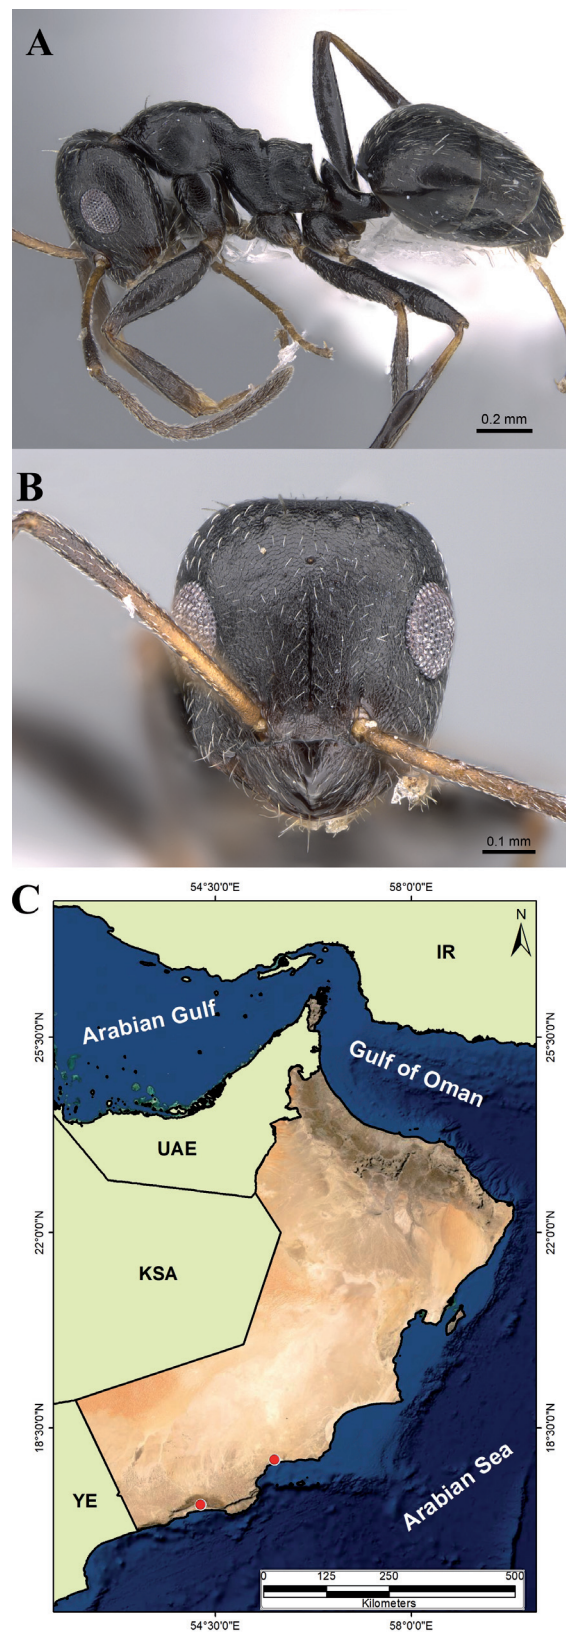 A
0.2 mm
B
0.1 mm
C
54°30'0"E
58°0'0"E
N
IR
Arabian Gulf
25°30'0"N
25°30'0"N
Gulf of Oman
UAE
22°0'0"N
22°0'0"N
KSA
18°30'0"N
18°30'0"N
YE
Arabian Sea
0
125
250
500
Kilometers
54°30'0"E
58°0'0"E